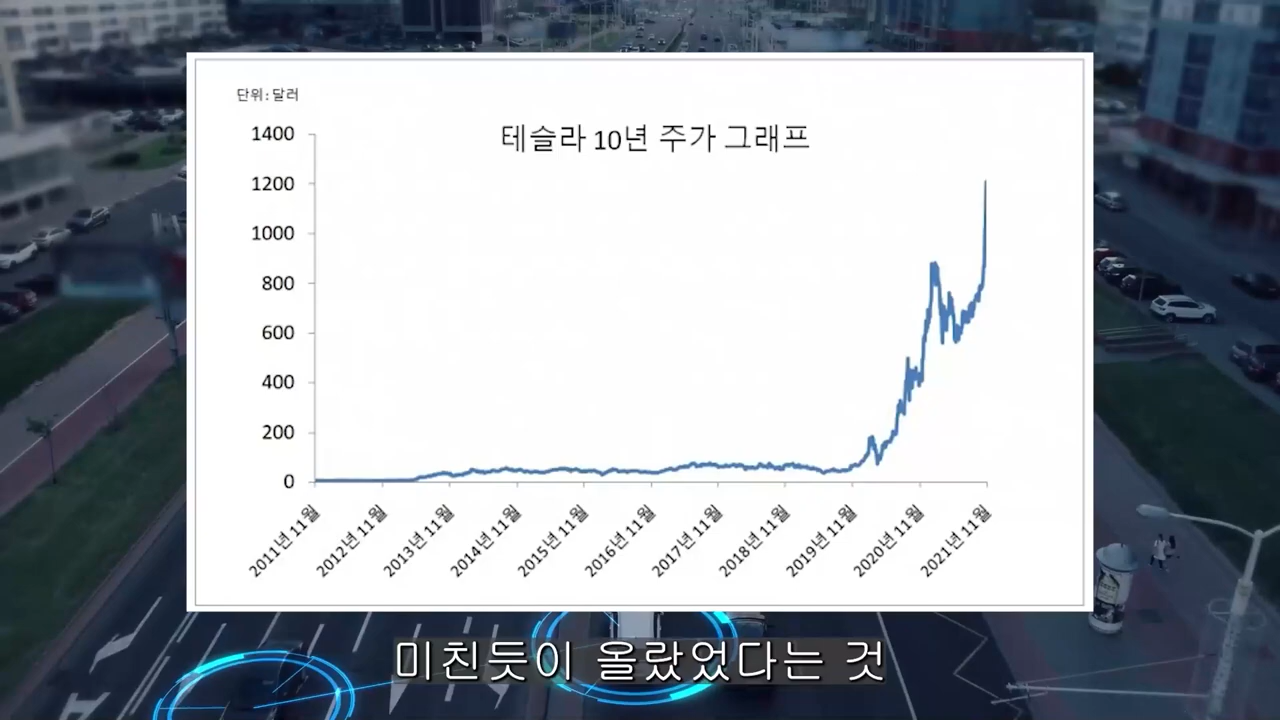 단위:달러
테슬라 10년 주가 그래프
1400
1200
1000
800
600
400
200
0
2011년 11월
2012년 11월
2013년 11월
2014년 11월
2015년 11월
2016년 11월
2017년 11월
2018년 11월
2019년 11월
2020년 11월
2021년 11월
미친듯이 올랐었다는 것